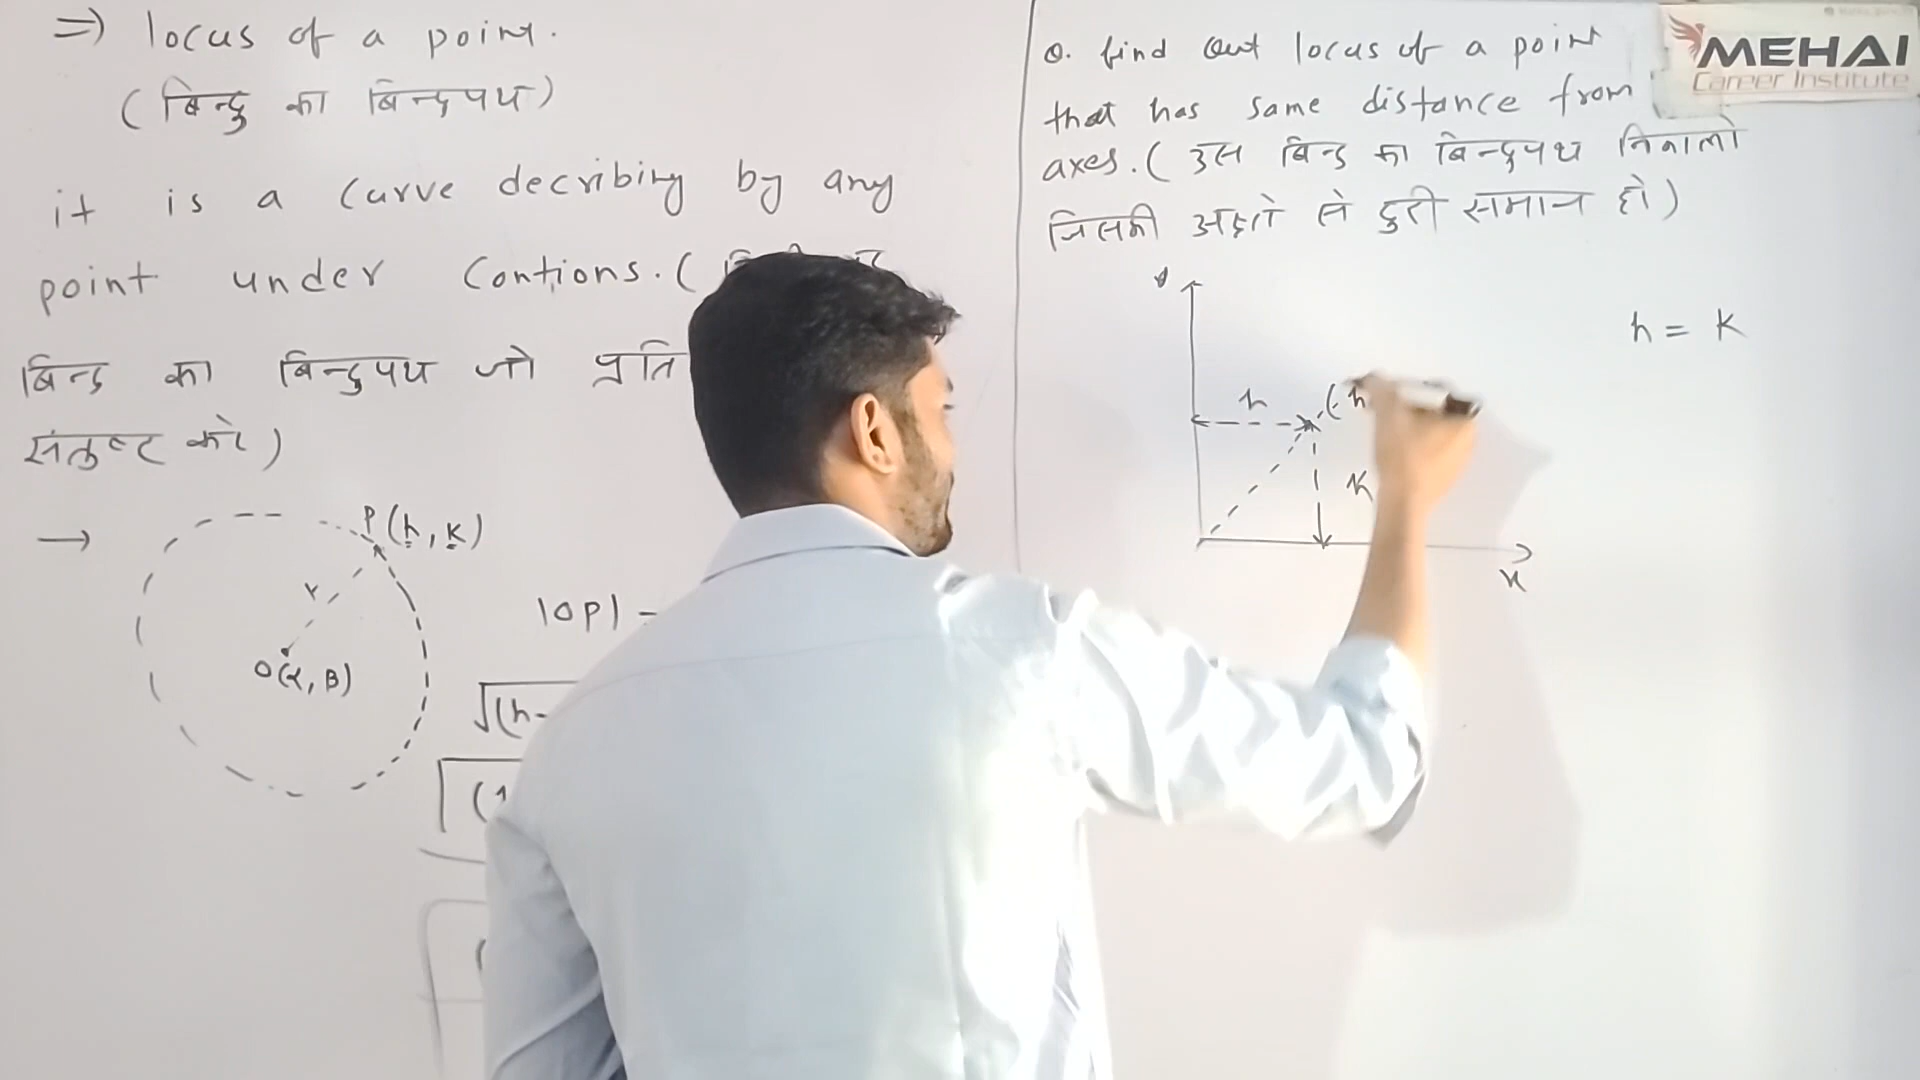 =) locus of a point.
(बिन्दु का बिन्दुपथ)
it is a curve decribing by any
point under Contions. (
बिन्दु का बिन्दुपथ जो प्रति
संतुष्ट करे)
→ P(h, k)
r
O(α, β)
|OP| -
√(h-
(
Q. find out locus of a point
that has same distance from
axes. ( उस बिन्दु का बिन्दुपथ निकालो
जिसकी अक्षो से दुरी समान हो )
h = k
h
(h
k
x
MEHAI
Career Institute